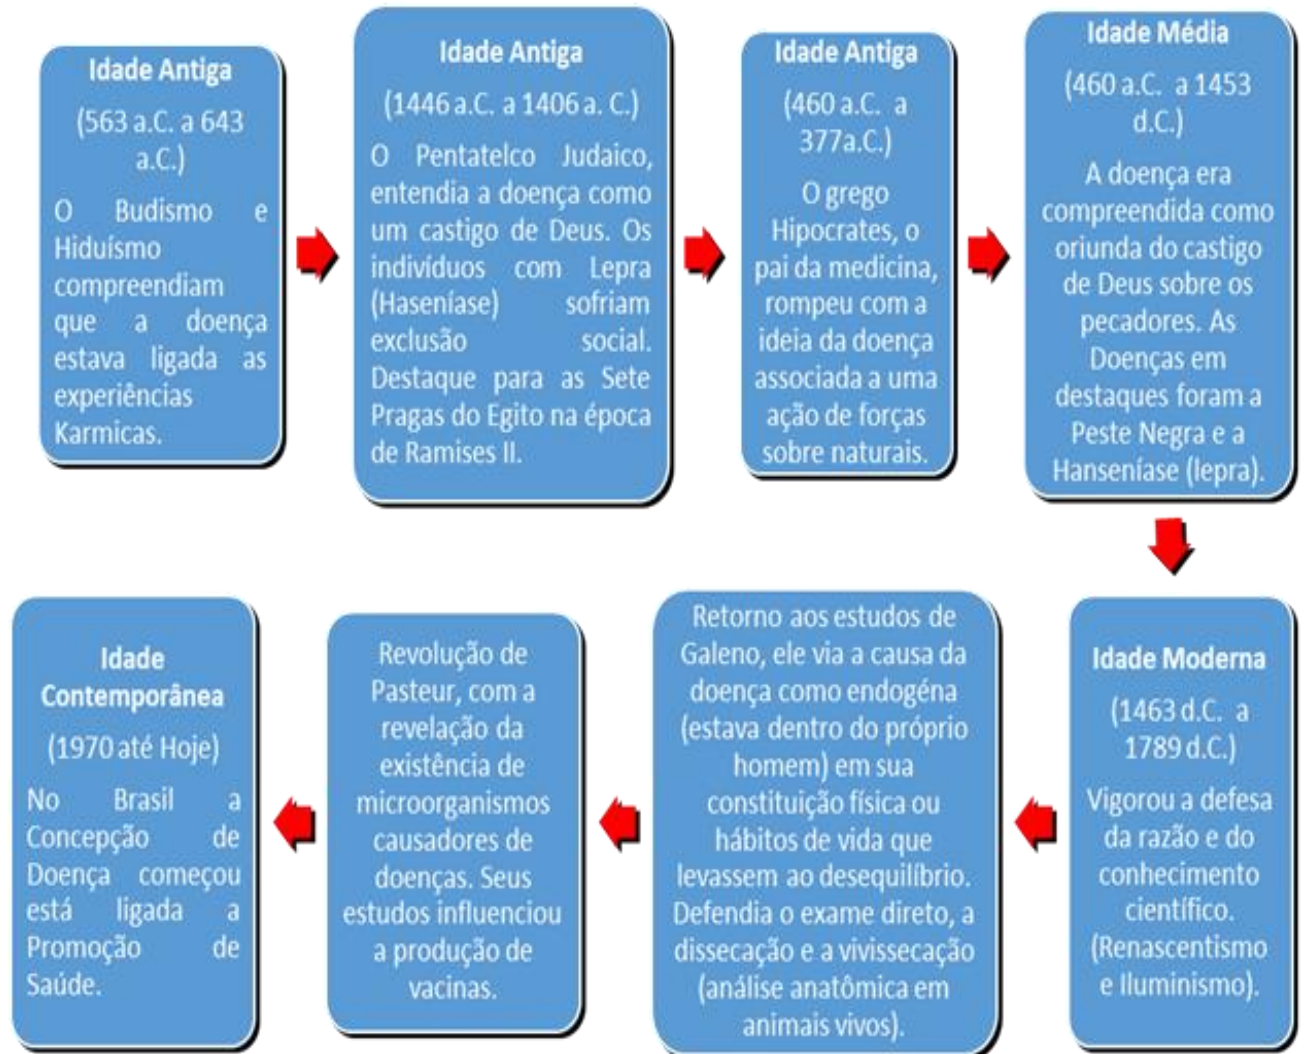 Idade Antiga
(563 a.C. a 643
a.C.)
O Budismo e
Hiduísmo
compreendiam
que a doença
estava ligada as
experiências
Karmicas.
Idade Antiga
(1446 a.C. a 1406 a. C.)
O Pentatelco Judaico,
entendia a doença como
um castigo de Deus. Os
indivíduos com Lepra
(Haseníase) sofriam
exclusão social.
Destaque para as Sete
Pragas do Egito na época
de Ramises II.
Idade Antiga
(460 a.C. a
377a.C.)
O grego
Hipocrates, o
pai da medicina,
rompeu com a
ideia da doença
associada a uma
ação de forças
sobre naturais.
Idade Média
(460 a.C. a 1453
d.C.)
A doença era
compreendida como
oriunda do castigo
de Deus sobre os
pecadores. As
Doenças em
destaques foram a
Peste Negra e a
Hanseníase (lepra).
Idade Moderna
(1463 d.C. a
1789 d.C.)
Vigorou a defesa
da razão e do
conhecimento
científico.
(Renascentismo
e Iluminismo).
Retorno aos estudos de
Galeno, ele via a causa da
doença como endogéna
(estava dentro do próprio
homem) em sua
constituição física ou
hábitos de vida que
levassem ao desequilíbrio.
Defendia o exame direto, a
dissecação e a vivissecação
(análise anatômica em
animais vivos).
Revolução de
Pasteur, com a
revelação da
existência de
microorganismos
causadores de
doenças. Seus
estudos influenciou
a produção de
vacinas.
Idade
Contemporânea
(1970 até Hoje)
No Brasil a
Concepção de
Doença começou
está ligada a
Promoção de
Saúde.